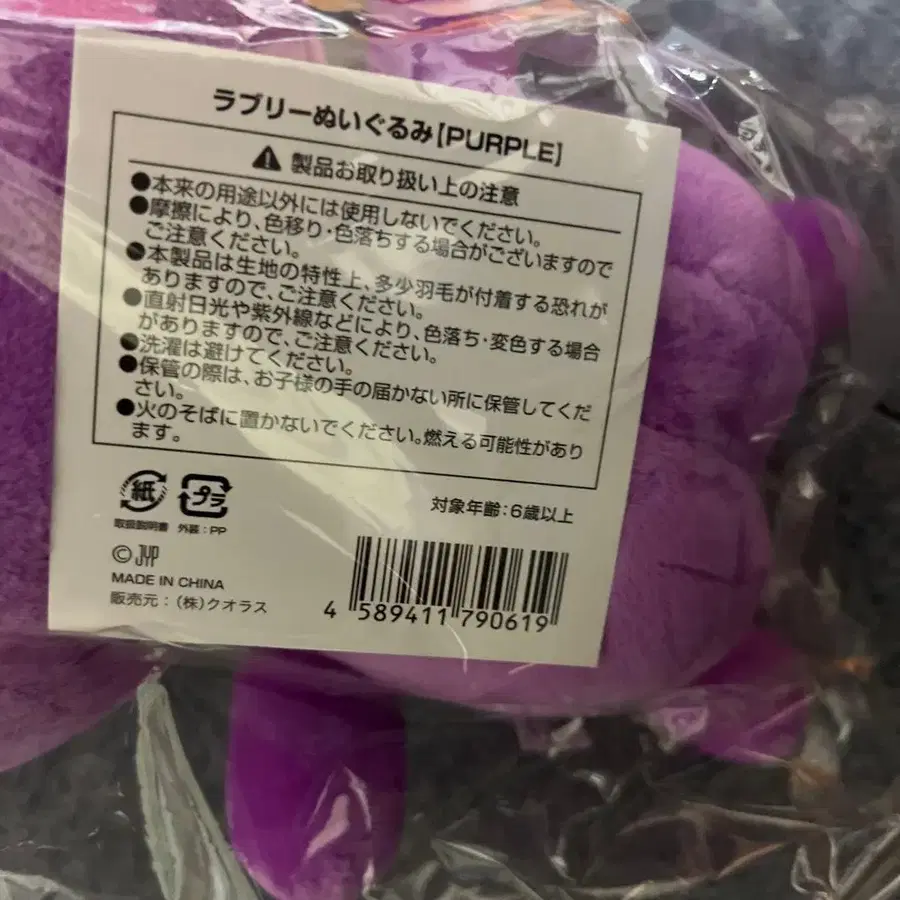 ラブリーぬいぐるみ[PURPLE]
製品お取り扱い上の注意
●本来の用途以外には使用しないでください。
●摩擦により、色移り・色落ちする場合がございますので
ご注意ください。
●本製品は生地の特性上、多少羽毛が付着する恐れが
ありますので、ご注意ください。
●直射日光や紫外線などにより、色落ち・変色する場合
がありますので、ご注意ください。
●洗濯は避けてください。
●保管の際は、お子様の手の届かない所に保管してくだ
さい。
●火のそばに置かないでください。燃える可能性があり
ます。
対象年齢:6歳以上
紙 プラ
取扱説明書 外装:PP
©JYP
MADE IN CHINA
販売元:(株)クオラス
4 589411 790619